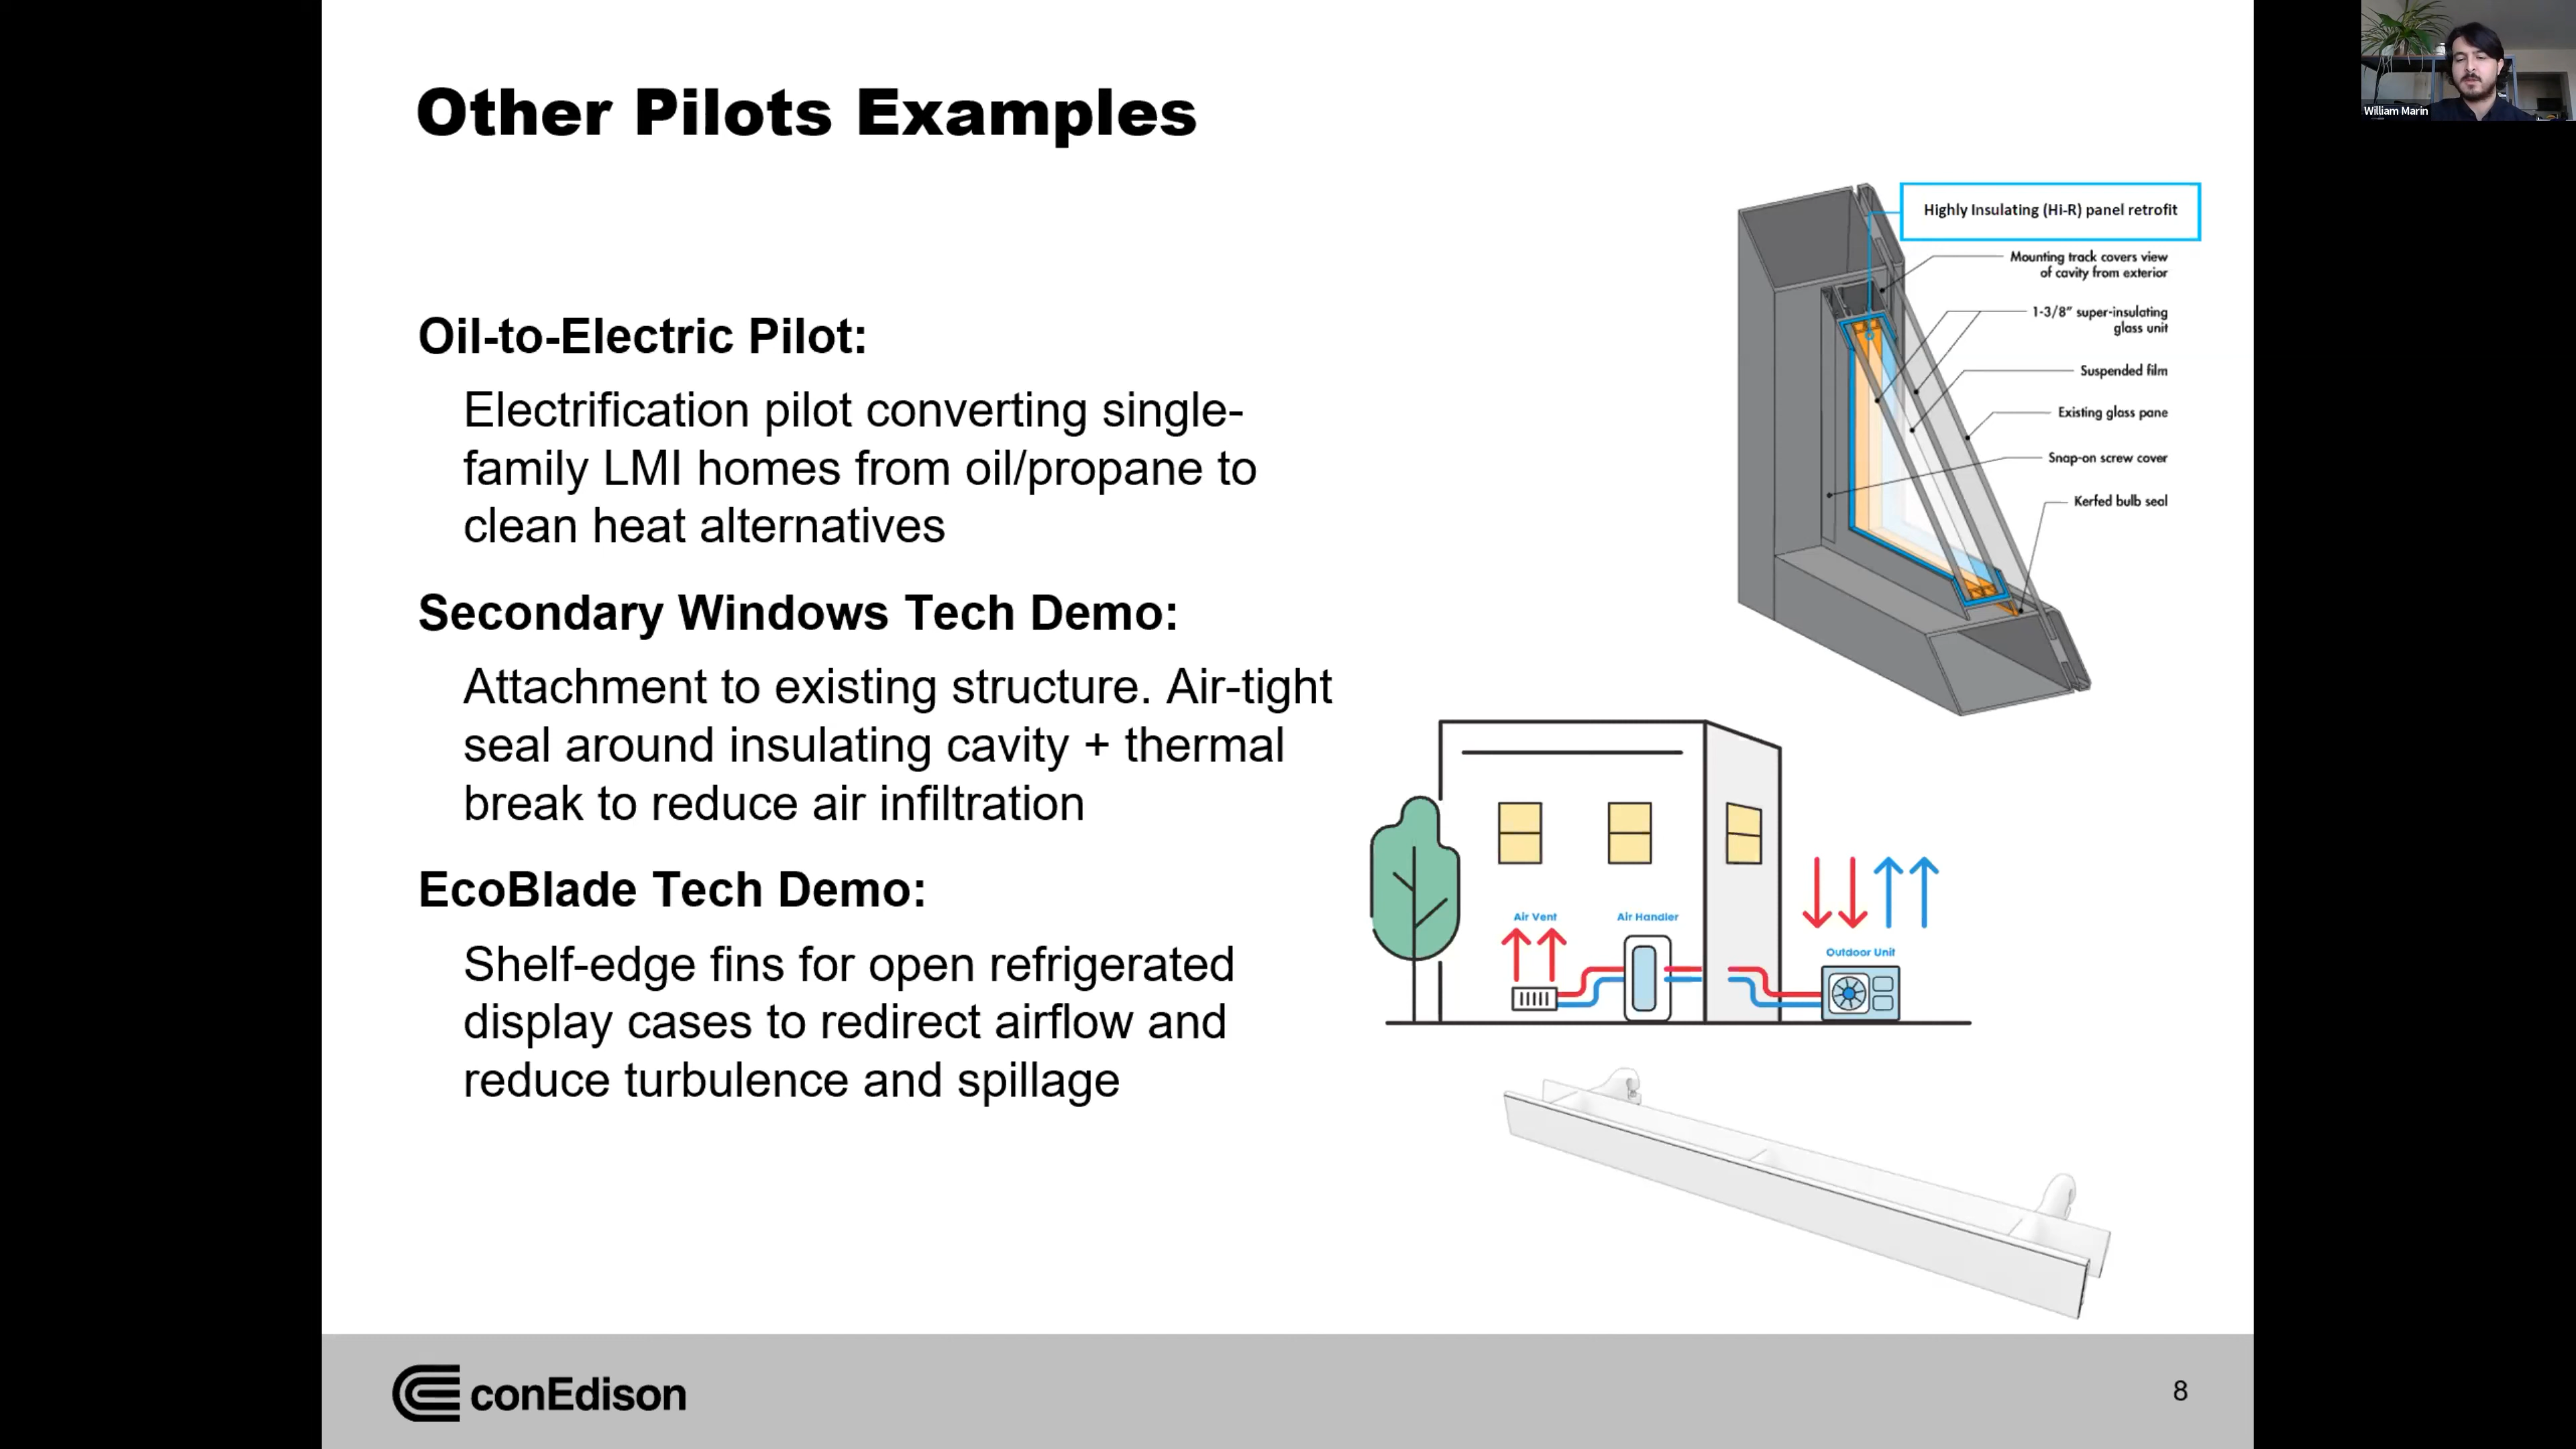 Other Pilots Examples
William Marin
Highly Insulating (Hi-R) panel retrofit
Mounting track covers view
of cavity from exterior
1-3/8" super-insulating
glass unit
Suspended film
Existing glass pane
Snap-on screw cover
Kerfed bulb seal
Oil-to-Electric Pilot:
Electrification pilot converting single-
family LMI homes from oil/propane to
clean heat alternatives
Secondary Windows Tech Demo:
Attachment to existing structure. Air-tight
seal around insulating cavity + thermal
break to reduce air infiltration
EcoBlade Tech Demo:
Shelf-edge fins for open refrigerated
display cases to redirect airflow and
reduce turbulence and spillage
Air Vent
Air Handler
Outdoor Unit
conEdison
8